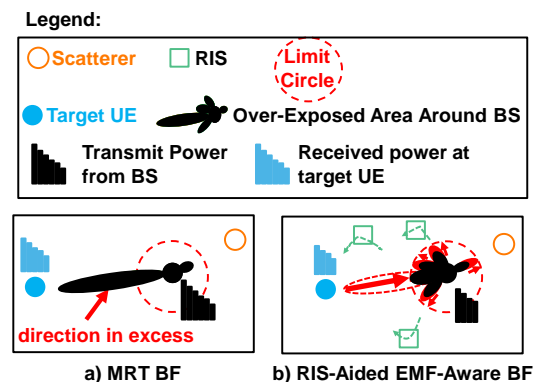 Legend:
Scatterer
RIS
Limit
Circle
Target UE
Over-Exposed Area Around BS
Transmit Power
from BS
Received power at
target UE
direction in excess
a) MRT BF
b) RIS-Aided EMF-Aware BF